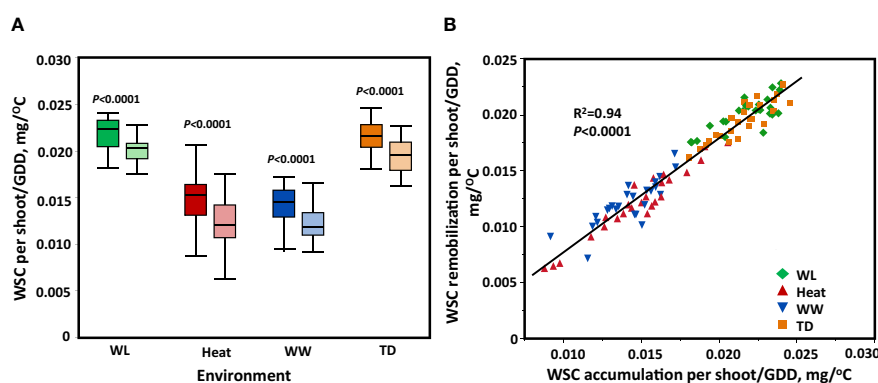 A
WSC per shoot/GDD, mg/ºC
0.030
0.025
0.020
0.015
0.010
0.005
0
P<0.0001
P<0.0001
P<0.0001
P<0.0001
WL
Heat
WW
TD
Environment
B
WSC remobilization per shoot/GDD,
mg/ºC
0.025
0.020
0.015
0.010
0.005
0
R²=0.94
P<0.0001
WL
Heat
WW
TD
0.010
0.015
0.020
0.025
0.030
WSC accumulation per shoot/GDD, mg/ºC